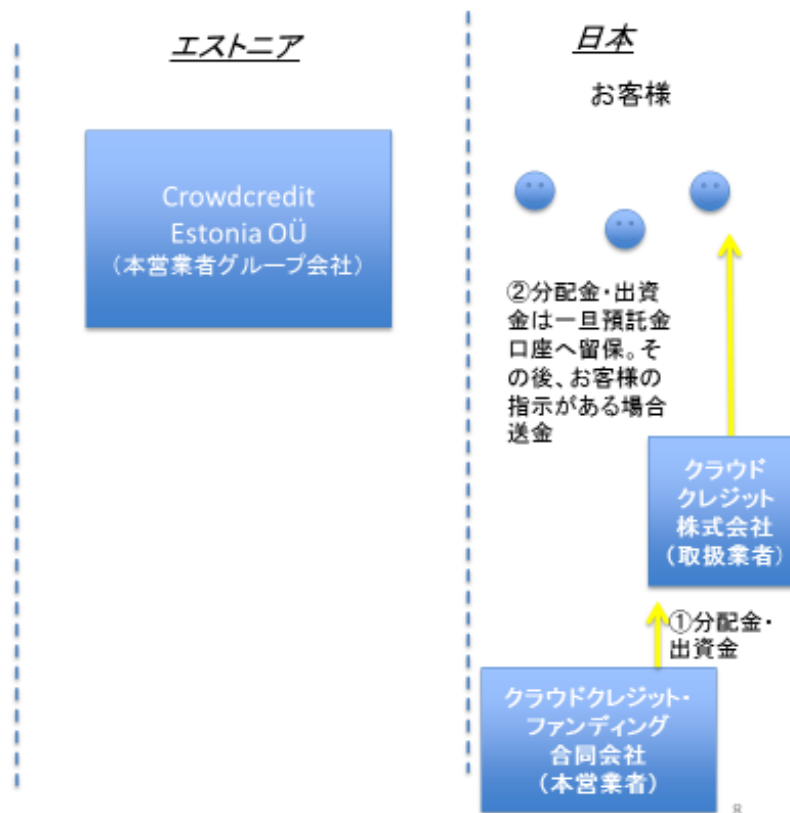 エストニア
Crowdcredit
Estonia OÜ
(本営業者グループ会社)
日本
お客様
②分配金・出資
金は一旦預託金
口座へ留保。そ
の後、お客様の
指示がある場合
送金
クラウド
クレジット
株式会社
(取扱業者)
①分配金・
出資金
クラウドクレジット・
ファンディング
合同会社
(本営業者)
8